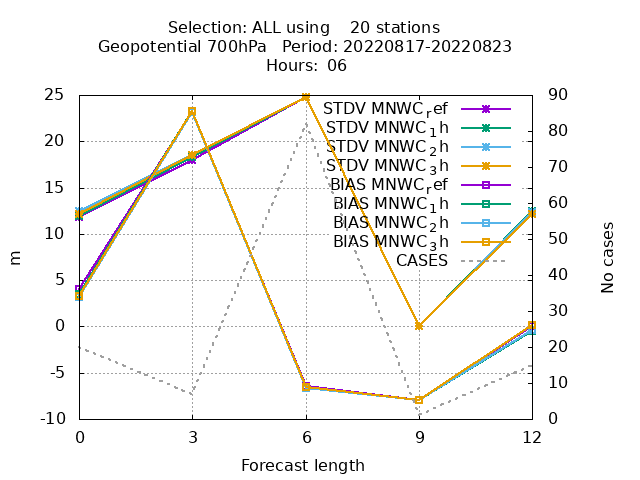 Selection: ALL using    20 stations
Geopotential 700hPa   Period: 20220817-20220823
Hours:  06
25
20
15
10
5
0
-5
-10
m
90
80
70
60
50
40
30
20
10
0
No cases
STDV MNWC_ref
STDV MNWC_1h
STDV MNWC_2h
STDV MNWC_3h
BIAS MNWC_ref
BIAS MNWC_1h
BIAS MNWC_2h
BIAS MNWC_3h
CASES
0 3 6 9 12
Forecast length